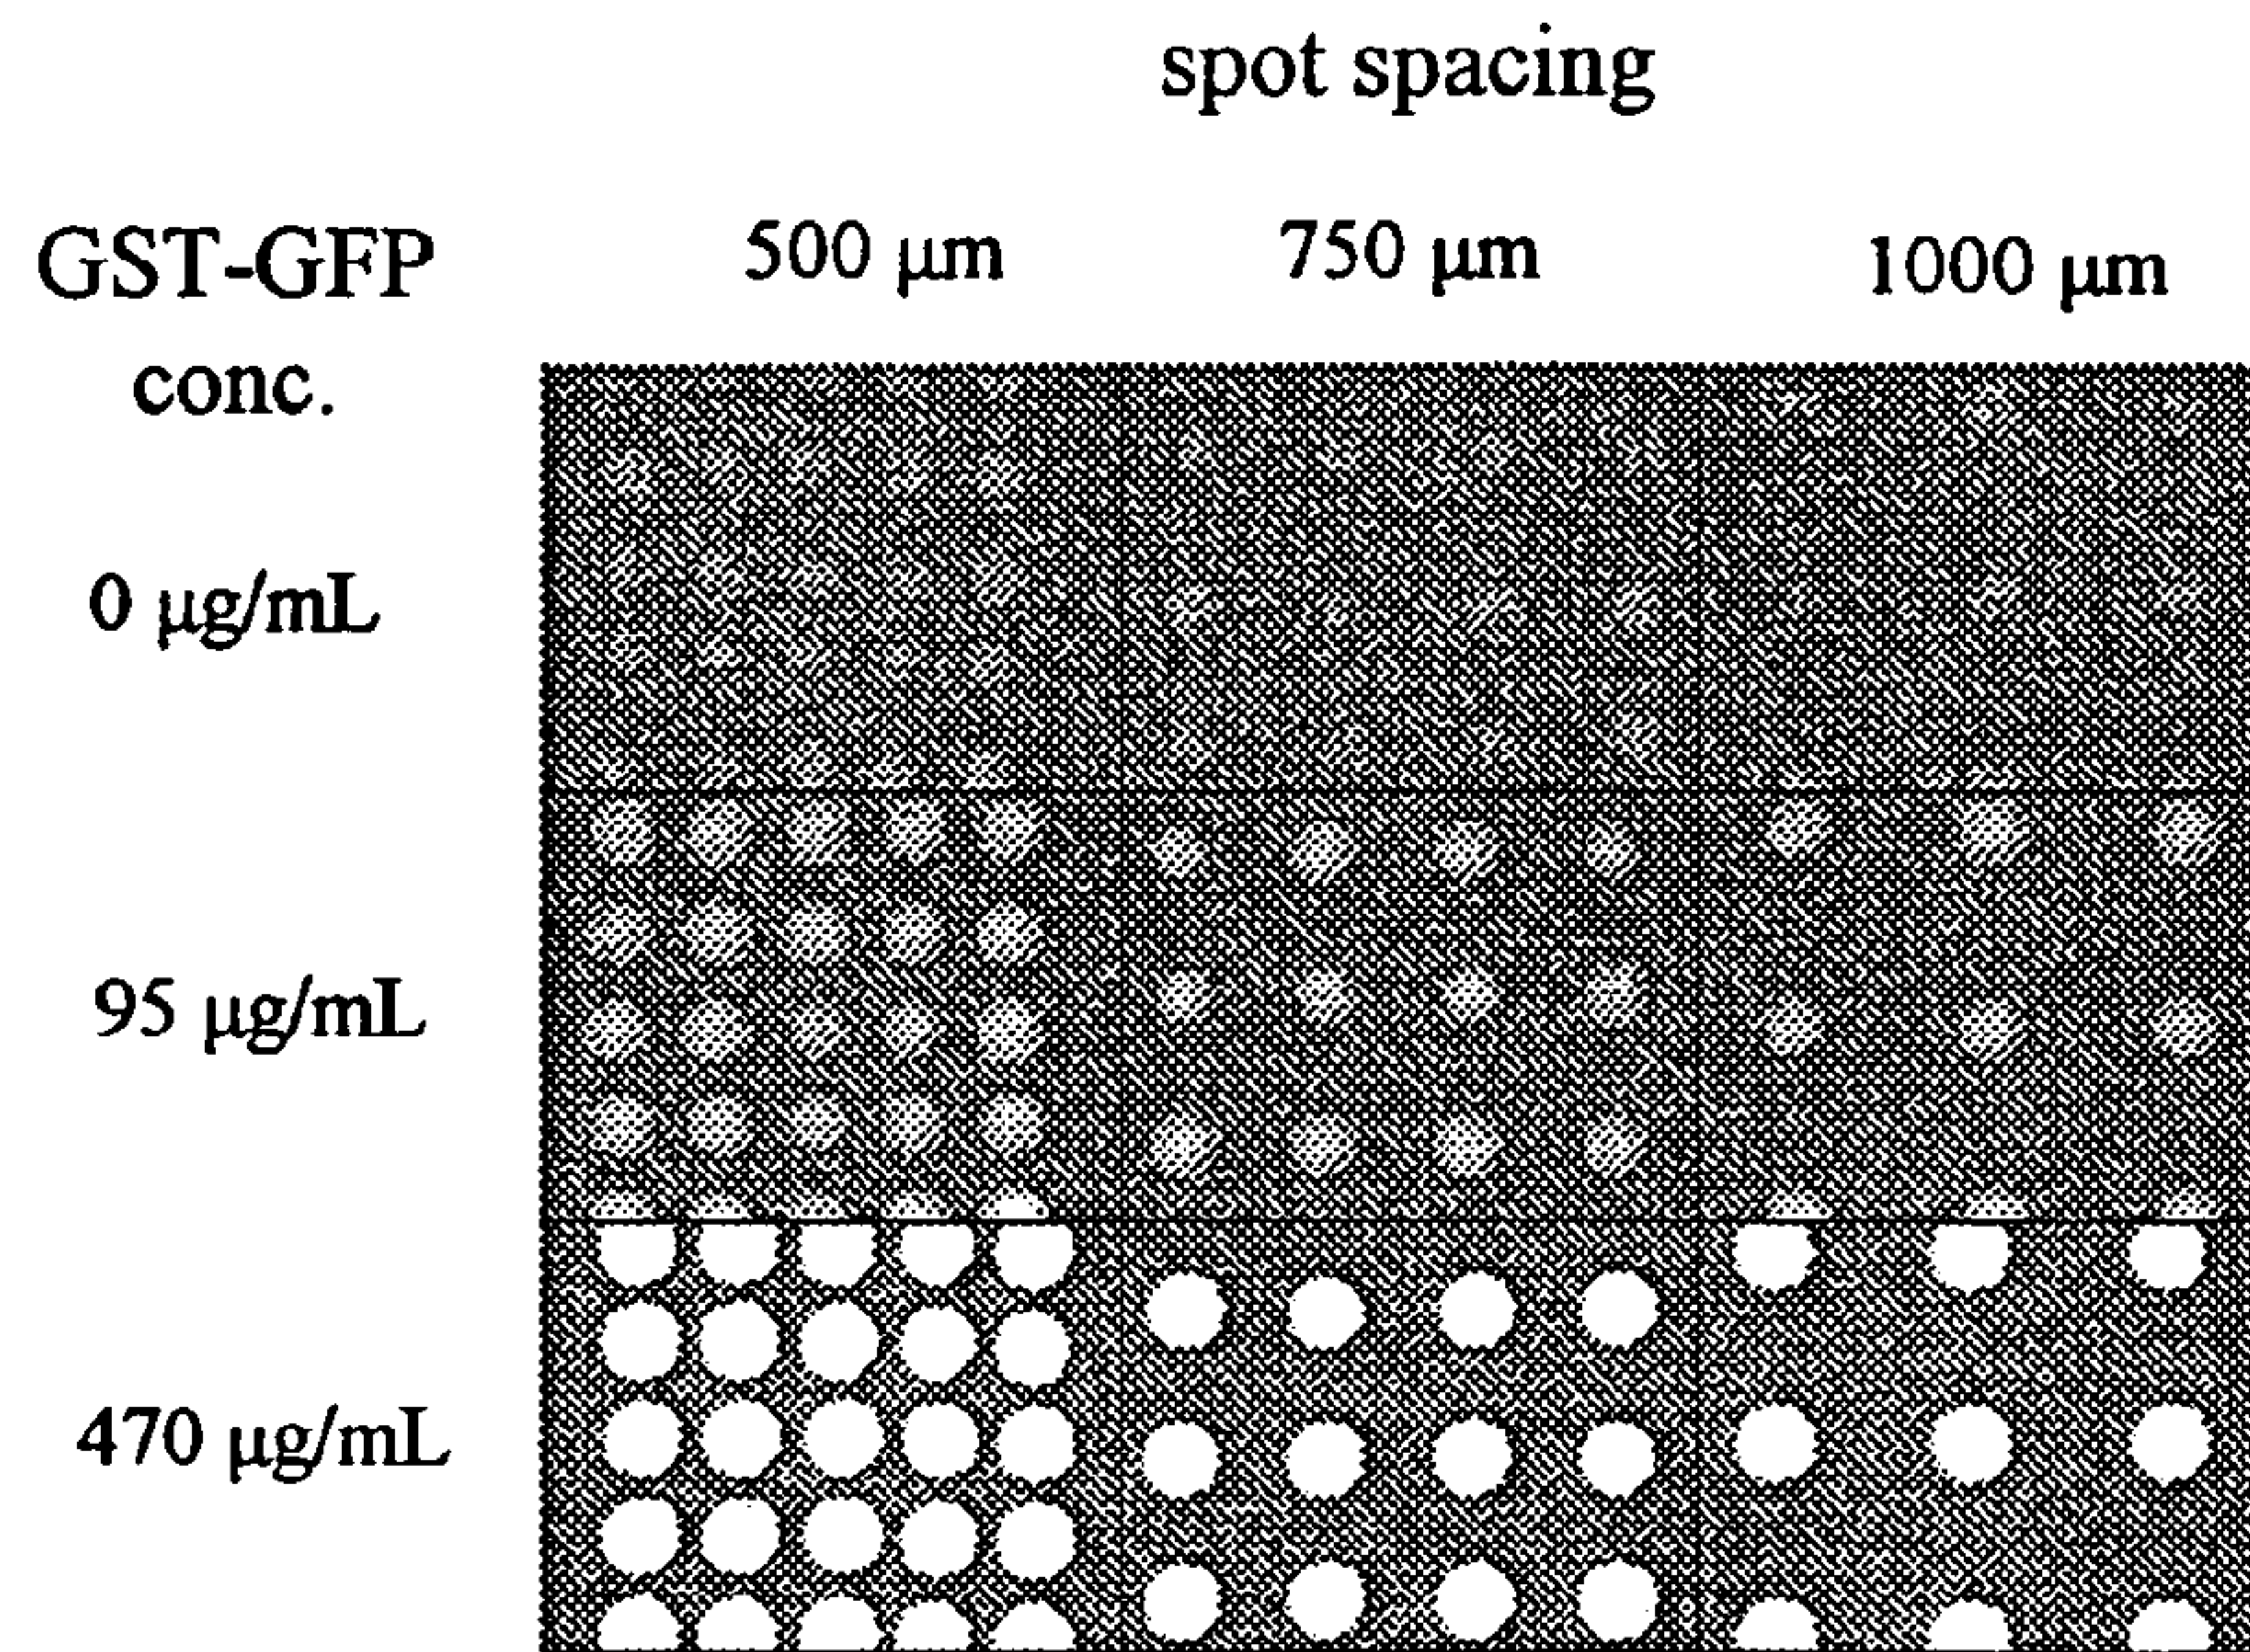 spot spacing
GST-GFP
conc.
500 μm 750 μm 1000 μm
0 μg/mL
95 μg/mL
470 μg/mL